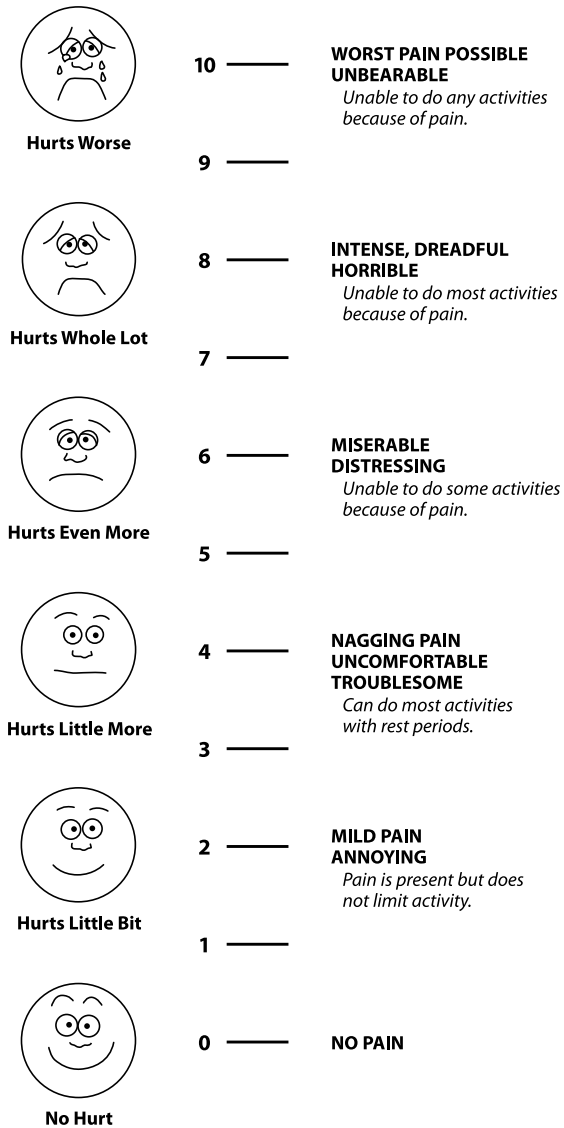 10
WORST PAIN POSSIBLE
UNBEARABLE
Unable to do any activities
because of pain.
Hurts Worse
9
8
INTENSE, DREADFUL
HORRIBLE
Unable to do most activities
because of pain.
Hurts Whole Lot
7
6
MISERABLE
DISTRESSING
Unable to do some activities
because of pain.
Hurts Even More
5
4
NAGGING PAIN
UNCOMFORTABLE
TROUBLESOME
Can do most activities
with rest periods.
Hurts Little More
3
2
MILD PAIN
ANNOYING
Pain is present but does
not limit activity.
Hurts Little Bit
1
0
NO PAIN
No Hurt